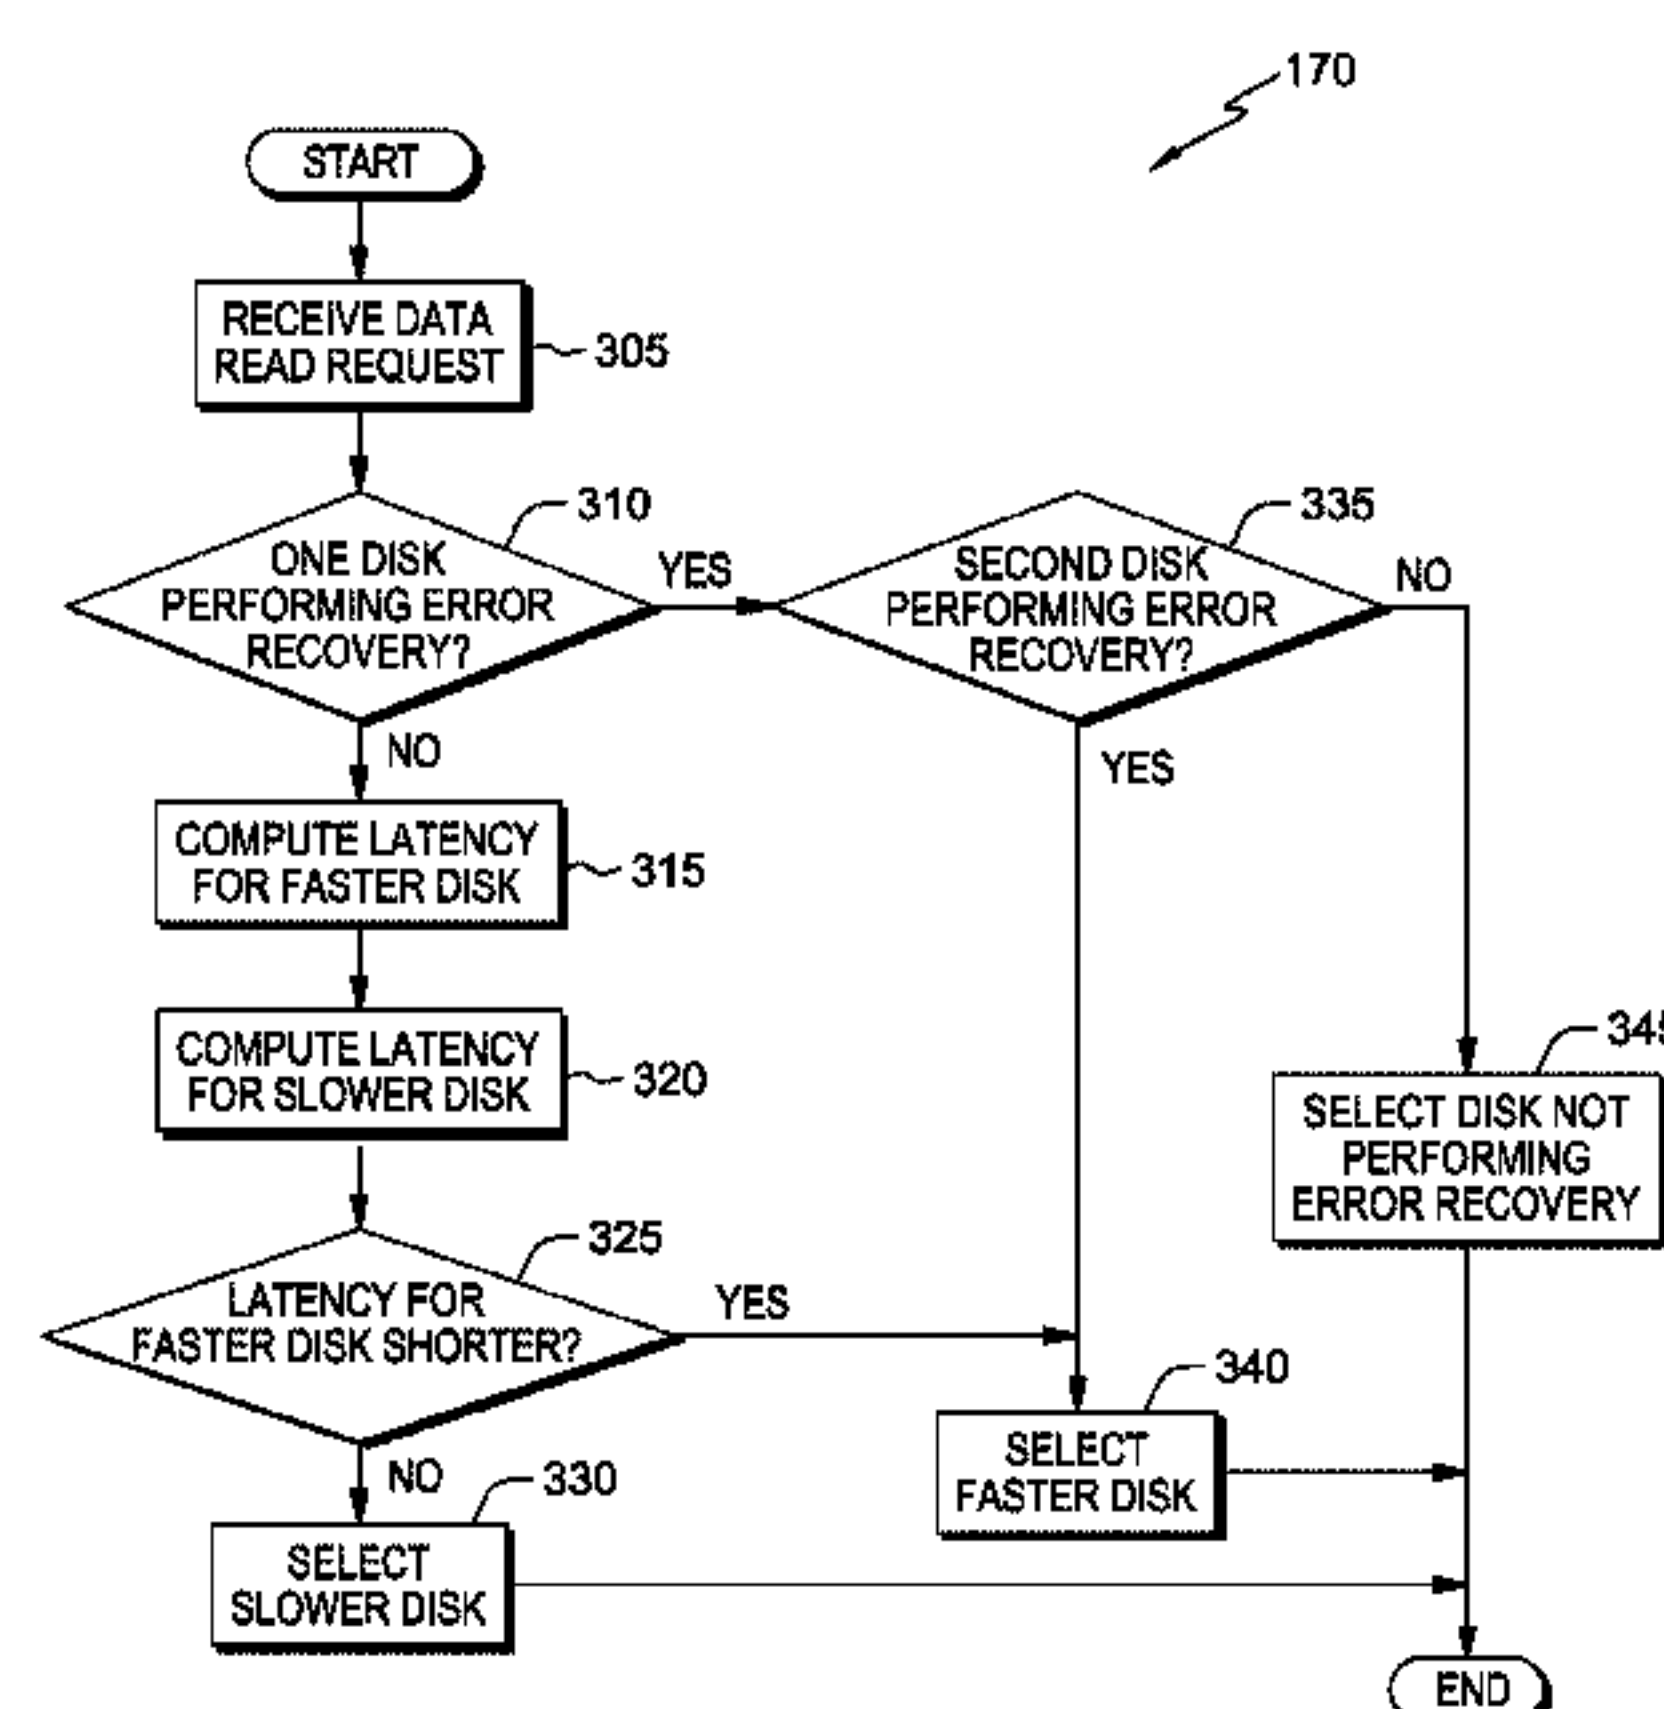 170
START
RECEIVE DATA
READ REQUEST
305
310
ONE DISK
PERFORMING ERROR
RECOVERY?
YES
335
SECOND DISK
PERFORMING ERROR
RECOVERY?
NO
NO
YES
COMPUTE LATENCY
FOR FASTER DISK
315
COMPUTE LATENCY
FOR SLOWER DISK
320
345
SELECT DISK NOT
PERFORMING
ERROR RECOVERY
325
LATENCY FOR
FASTER DISK SHORTER?
YES
340
SELECT
FASTER DISK
NO
330
SELECT
SLOWER DISK
END